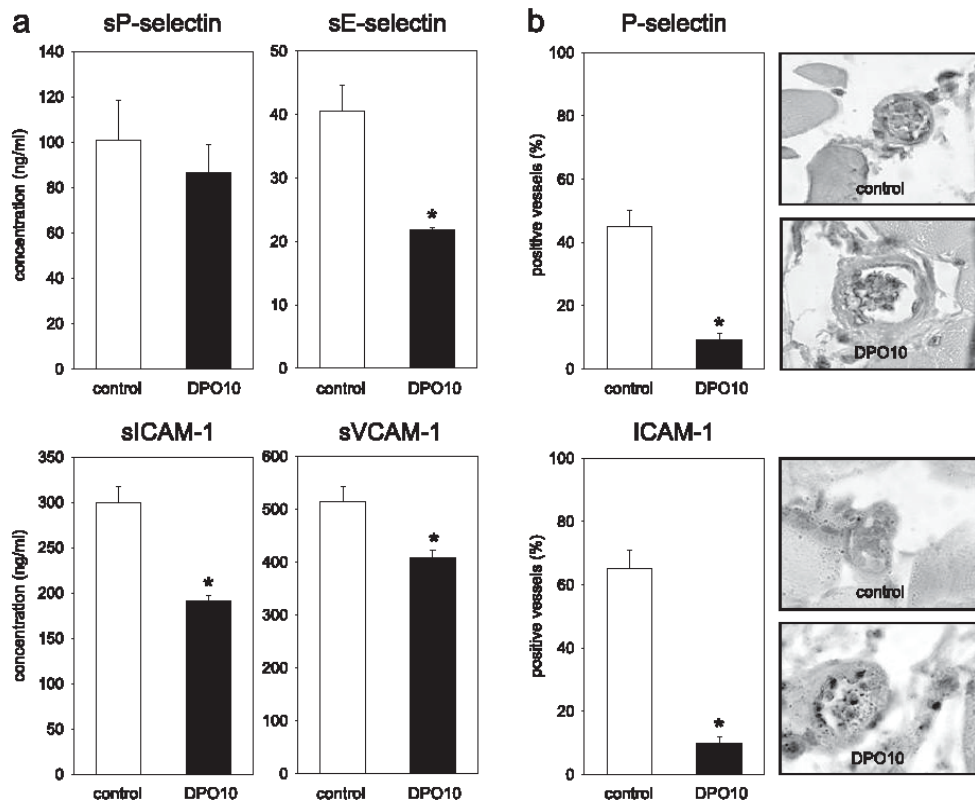 a
sP-selectin
concentration (ng/ml)
140
120
100
80
60
40
20
0
control DPO10
sE-selectin
50
40
30
20
10
0
*
control DPO10
b
P-selectin
positive vessels (%)
100
80
60
40
20
0
*
control DPO10
control
DPO10
sICAM-1
concentration (ng/ml)
350
300
250
200
150
100
50
0
*
control DPO10
sVCAM-1
600
500
400
300
200
100
0
*
control DPO10
ICAM-1
positive vessels (%)
100
80
60
40
20
0
*
control DPO10
control
DPO10